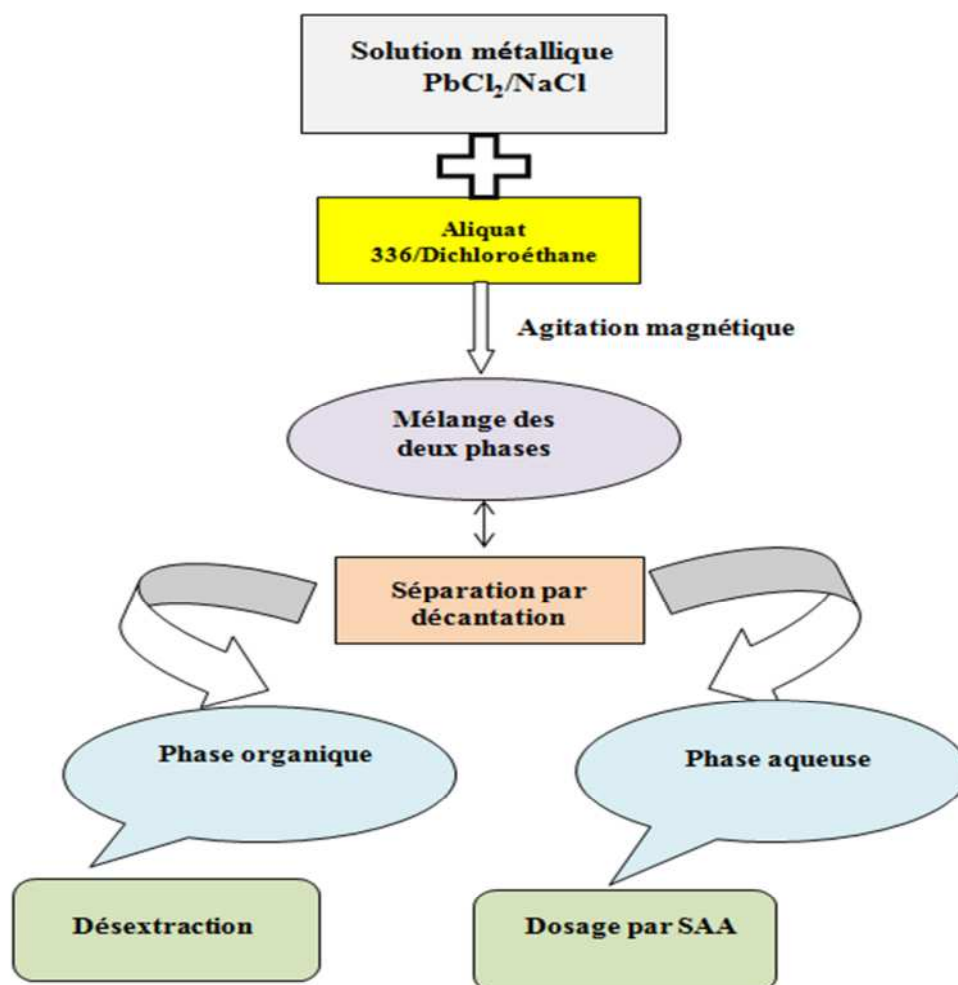 Solution métallique
PbCl₂/NaCl
Aliquat
336/Dichloroéthane
Agitation magnétique
Mélange des
deux phases
Séparation par
décantation
Phase organique
Phase aqueuse
Désextraction
Dosage par SAA